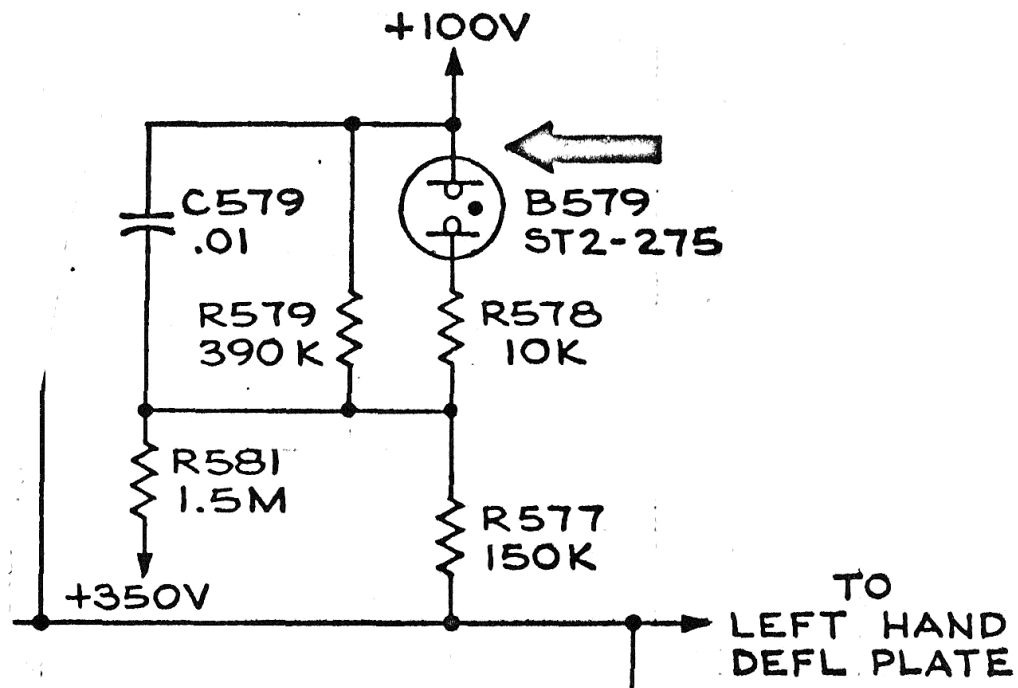 +100V
C579
.01
B579
ST2-275
R579
390K
R578
10K
R581
1.5M
R577
150K
+350V
TO
LEFT HAND
DEFL PLATE